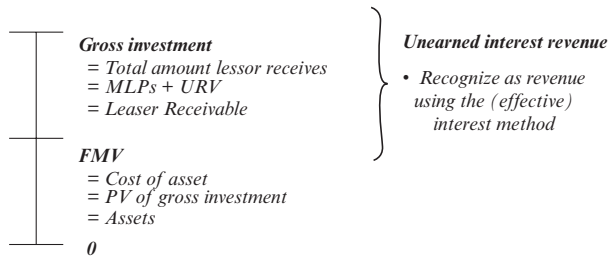 Gross investment
= Total amount lessor receives
= MLPs + URV
= Leaser Receivable
FMV
= Cost of asset
= PV of gross investment
= Assets
0
Unearned interest revenue
• Recognize as revenue
using the (effective)
interest method